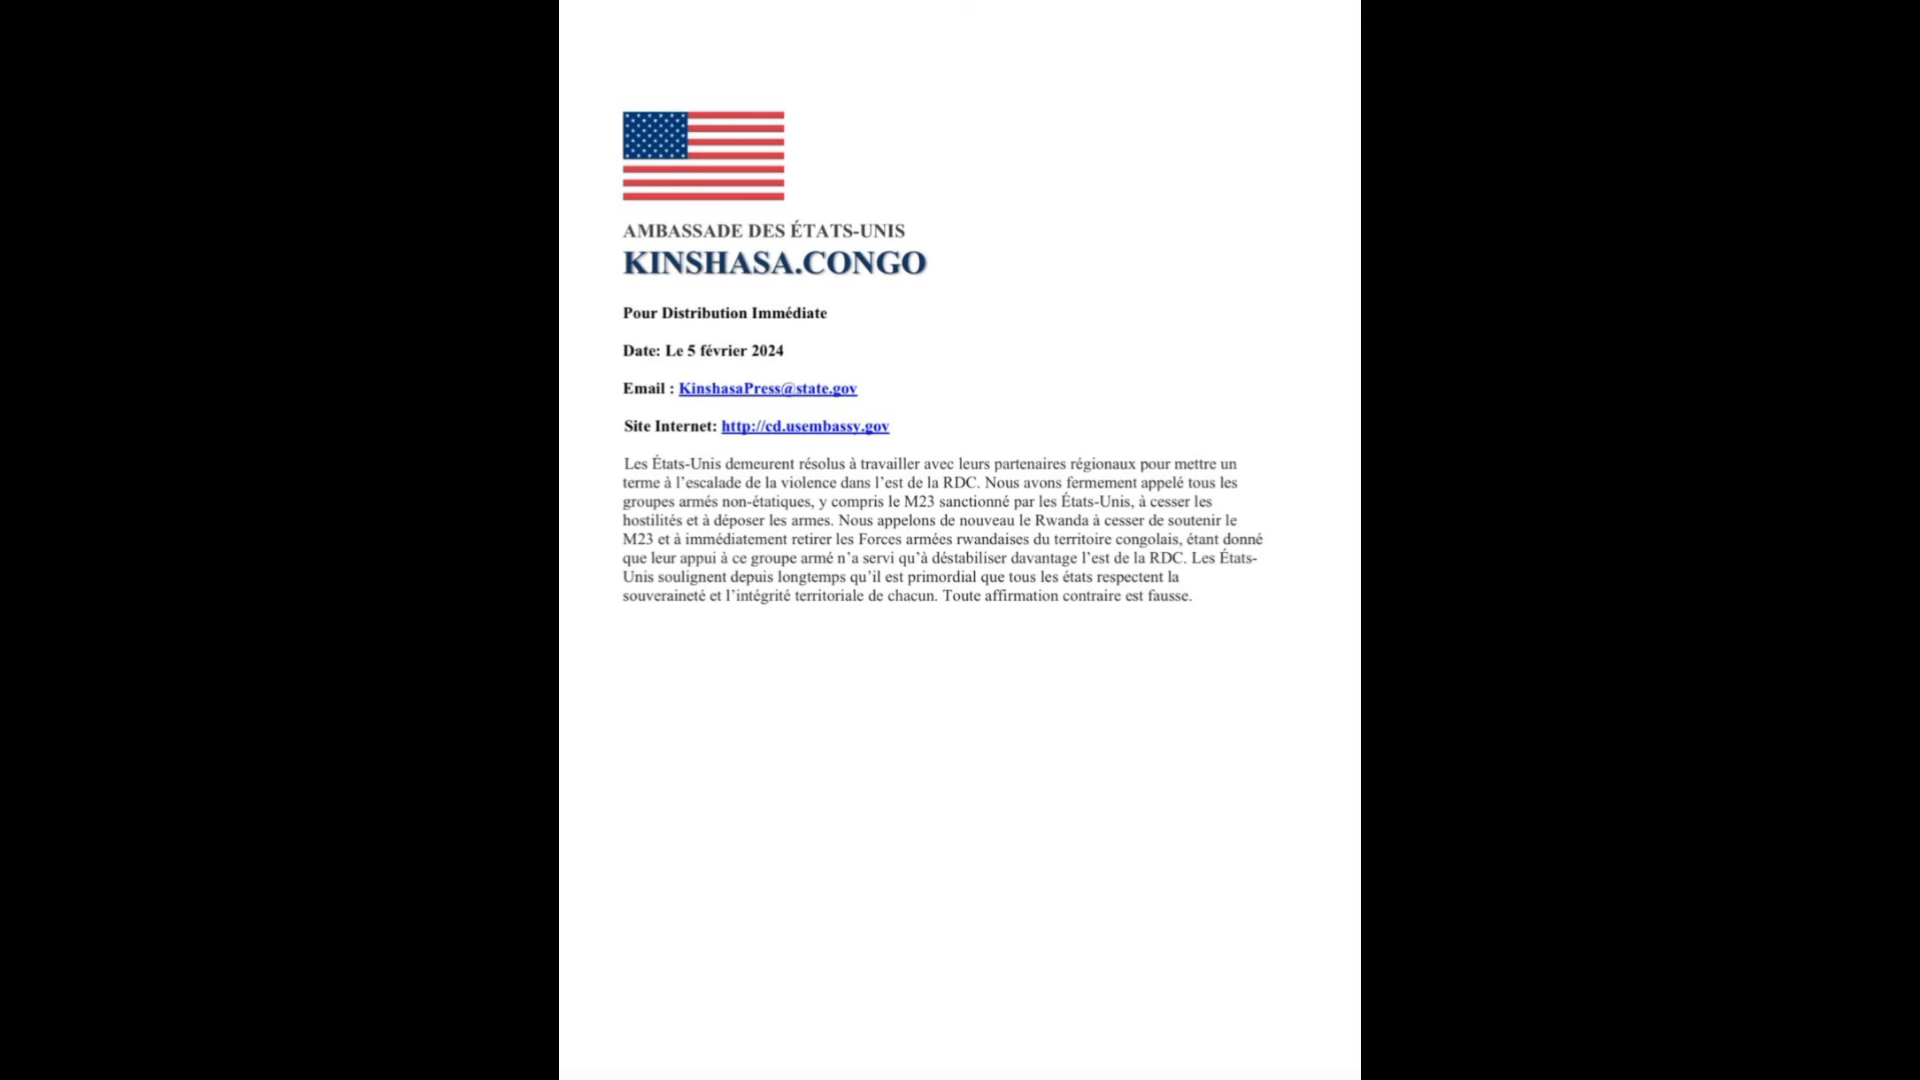 AMBASSADE DES ÉTATS-UNIS
KINSHASA.CONGO
Pour Distribution Immédiate
Date: Le 5 février 2024
Email : KinshasaPress@state.gov
Site Internet: http://cd.usembassy.gov
Les États-Unis demeurent résolus à travailler avec leurs partenaires régionaux pour mettre un
terme à l’escalade de la violence dans l’est de la RDC. Nous avons fermement appelé tous les
groupes armés non-étatiques, y compris le M23 sanctionné par les États-Unis, à cesser les
hostilités et à déposer les armes. Nous appelons de nouveau le Rwanda à cesser de soutenir le
M23 et à immédiatement retirer les Forces armées rwandaises du territoire congolais, étant donné
que leur appui à ce groupe armé n’a servi qu’à déstabiliser davantage l’est de la RDC. Les États-
Unis soulignent depuis longtemps qu’il est primordial que tous les états respectent la
souveraineté et l’intégrité territoriale de chacun. Toute affirmation contraire est fausse.